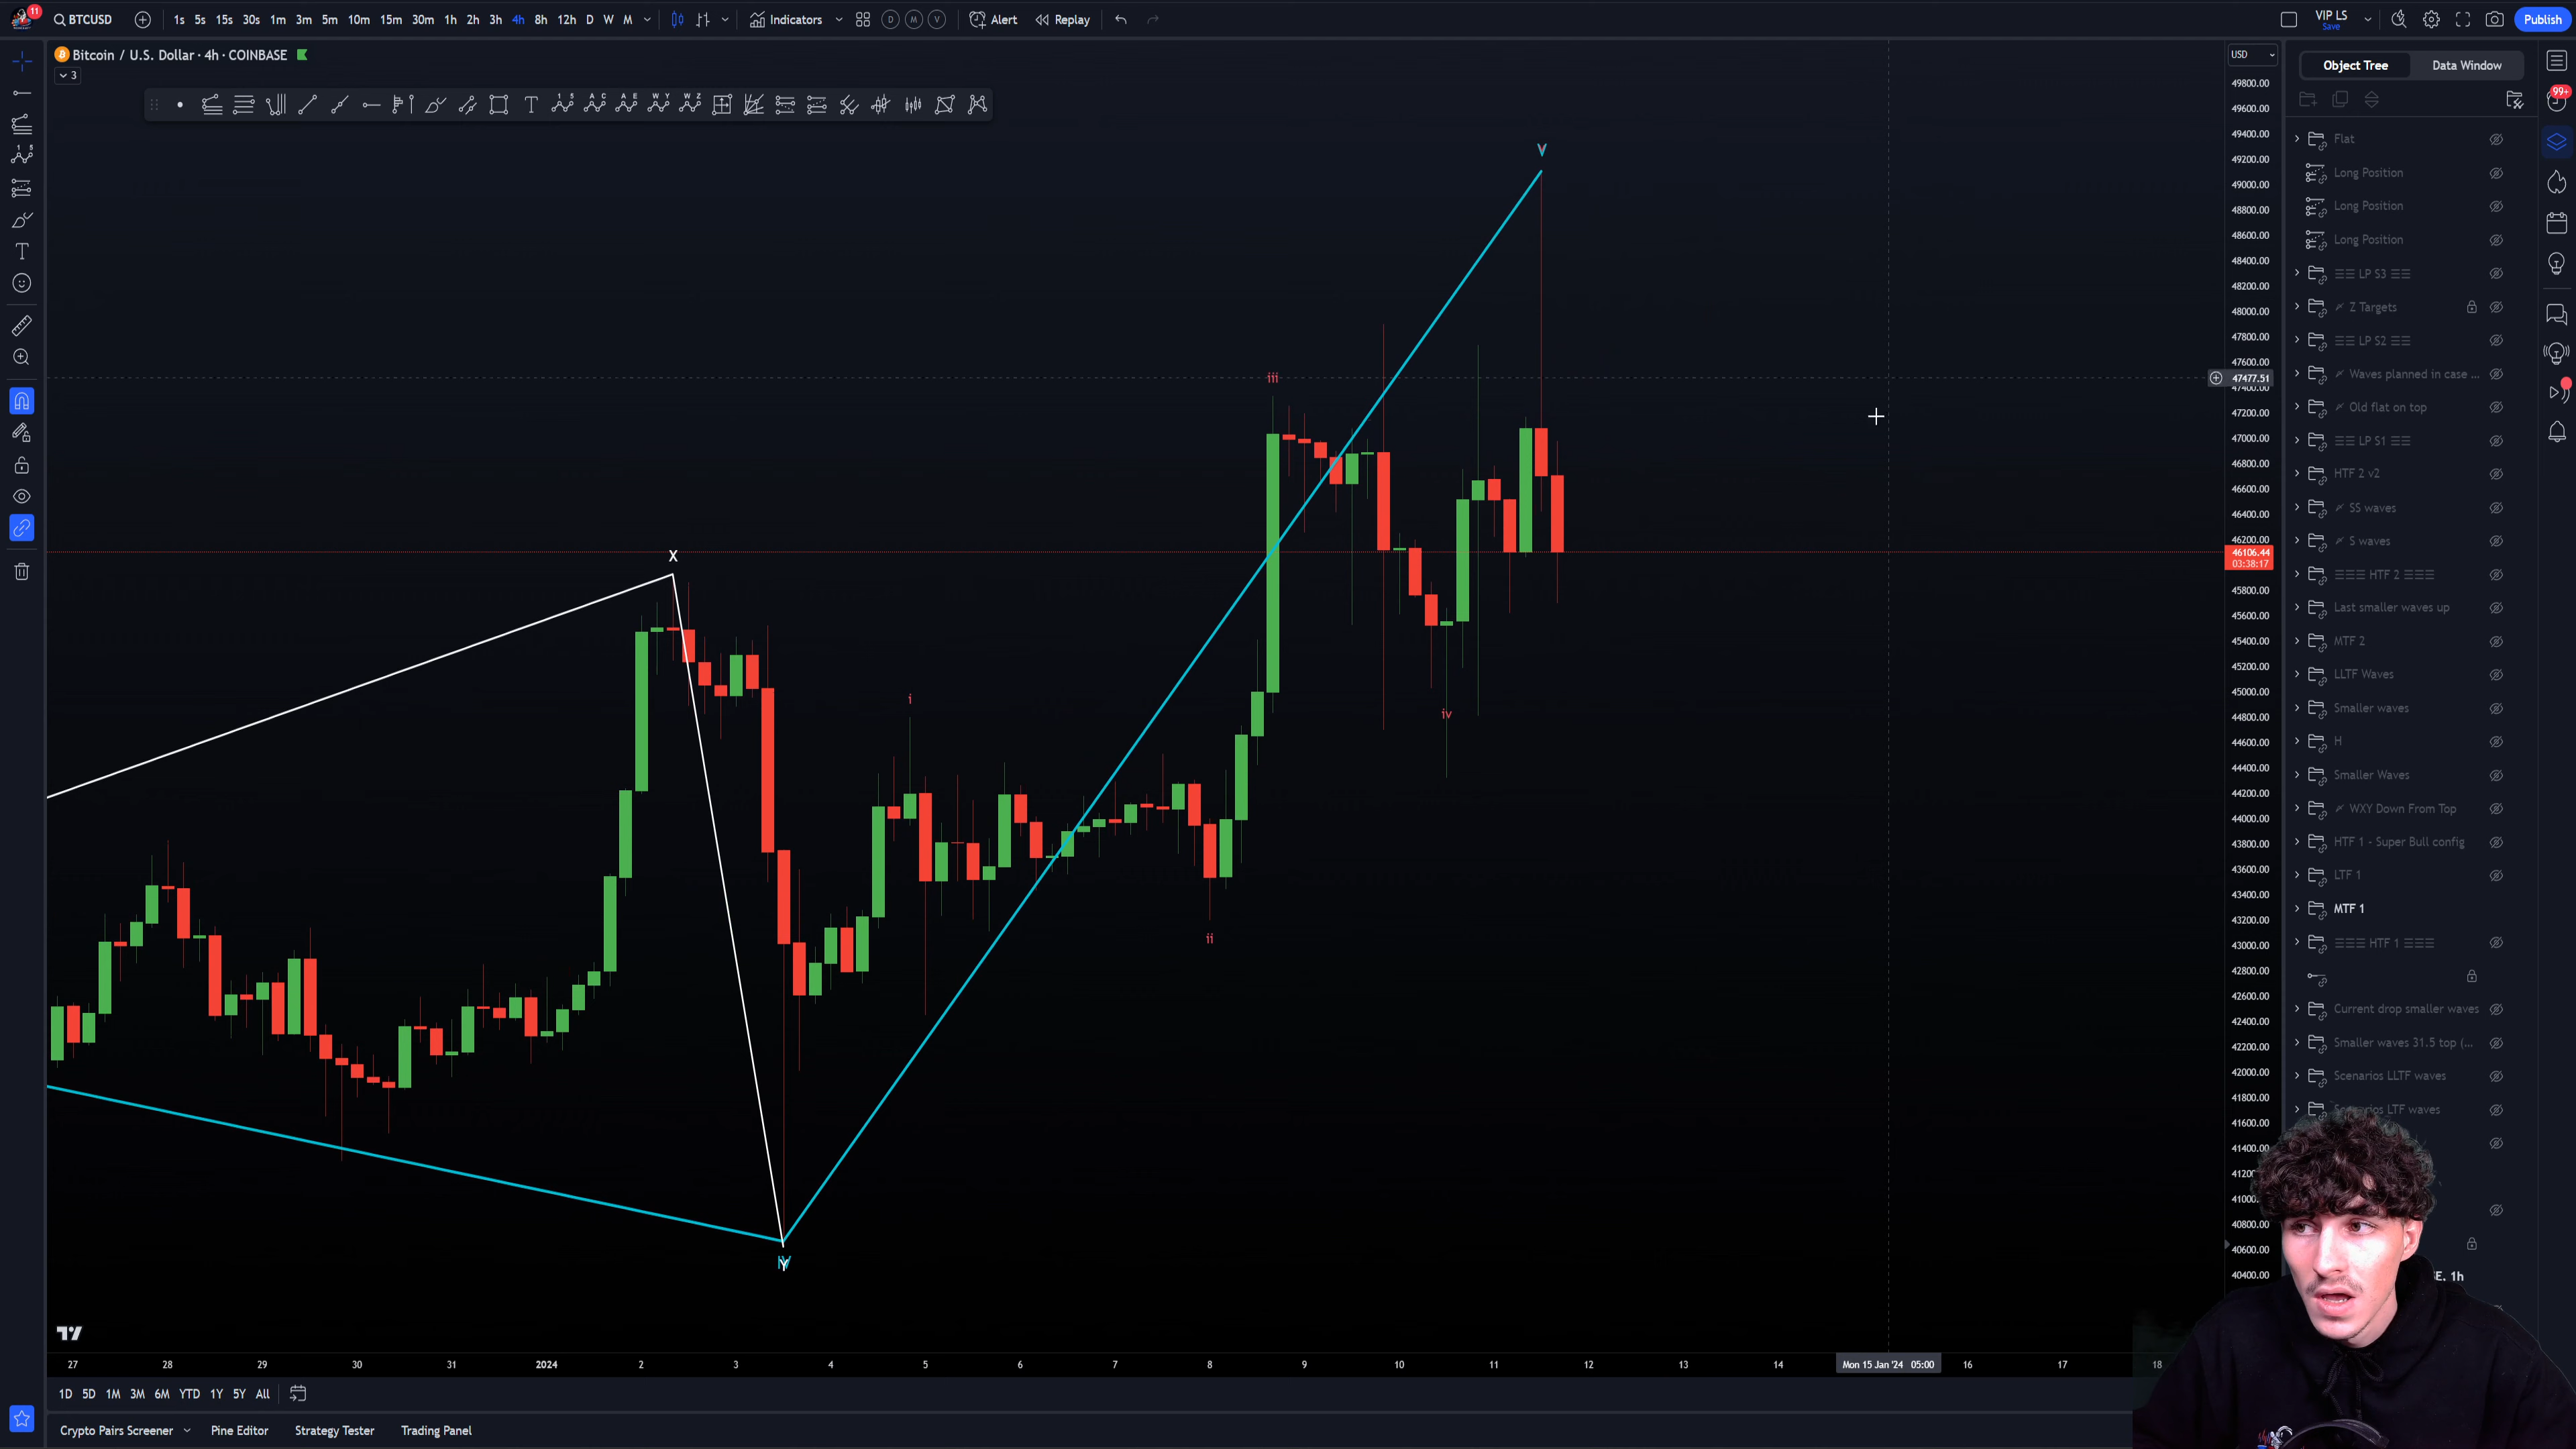 11
BTCUSD
1s 5s 15s 30s 1m 3m 5m 10m 15m 30m 1h 2h 3h 4h 8h 12h D W M
Indicators
D M V
Alert
Replay
VIP LS
Save
Publish
Bitcoin / U.S. Dollar · 4h · COINBASE
3
USD
Object Tree
Data Window
99+
49800.00
49600.00
49400.00
49200.00
49000.00
48800.00
48600.00
48400.00
48200.00
48000.00
47800.00
47600.00
47477.51
47400.00
47200.00
47000.00
46800.00
46600.00
46400.00
46200.00
46106.44
03:38:17
45800.00
45600.00
45400.00
45200.00
45000.00
44800.00
44600.00
44400.00
44200.00
44000.00
43800.00
43600.00
43400.00
43200.00
43000.00
42800.00
42600.00
42400.00
42200.00
42000.00
41800.00
41600.00
41400.00
41200
41000.
40800.00
40600.00
40400.00
V
iii
X
i
iv
ii
Y
Flat
Long Position
Long Position
Long Position
LP S3
Z Targets
LP S2
Waves planned in case ...
Old flat on top
LP S1
HTF 2 v2
SS waves
S waves
HTF 2
Last smaller waves up
MTF 2
LLTF Waves
Smaller waves
H
Smaller Waves
WXY Down From Top
HTF 1 - Super Bull config
LTF 1
MTF 1
HTF 1
Current drop smaller waves
Smaller waves 31.5 top (...
Scenarios LLTF waves
Scenarios LTF waves
E, 1h
27 28 29 30 31 2024 2 3 4 5 6 7 8 9 10 11 12 13 14 Mon 15 Jan '24 05:00 16 17 18
1D 5D 1M 3M 6M YTD 1Y 5Y All
Crypto Pairs Screener
Pine Editor
Strategy Tester
Trading Panel